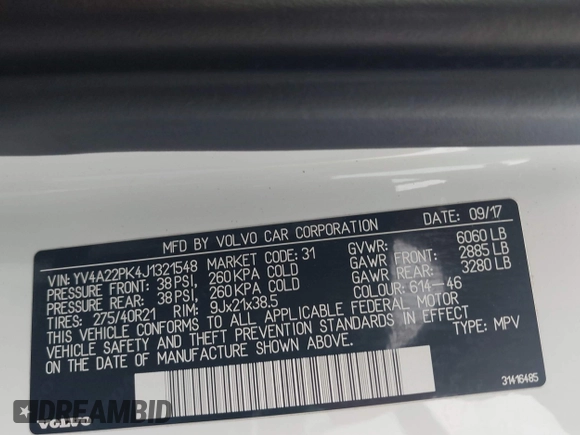 MFD BY VOLVO CAR CORPORATION DATE: 09/17
VIN: YV4A22PK4J1321548 MARKET CODE: 31 GVWR: 6060 LB
PRESSURE FRONT: 38 PSI, 260 KPA COLD GAWR FRONT: 2885 LB
PRESSURE REAR: 38 PSI, 260 KPA COLD GAWR REAR: 3280 LB
TIRES: 275/40R21 RIM: 9Jx21x38.5 COLOUR: 614-46
THIS VEHICLE CONFORMS TO ALL APPLICABLE FEDERAL MOTOR
VEHICLE SAFETY AND THEFT PREVENTION STANDARDS IN EFFECT
ON THE DATE OF MANUFACTURE SHOWN ABOVE. TYPE: MPV
31416485
VOLVO
DREAMBID